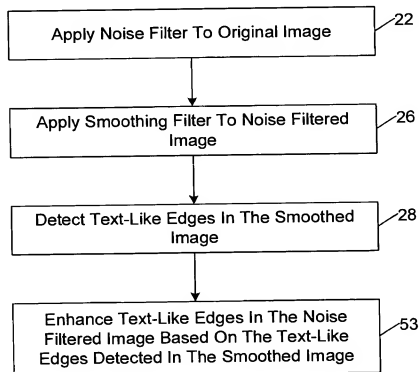 Apply Noise Filter To Original Image
22
Apply Smoothing Filter To Noise Filtered
Image
26
Detect Text-Like Edges In The Smoothed
Image
28
Enhance Text-Like Edges In The Noise
Filtered Image Based On The Text-Like
Edges Detected In The Smoothed Image
53